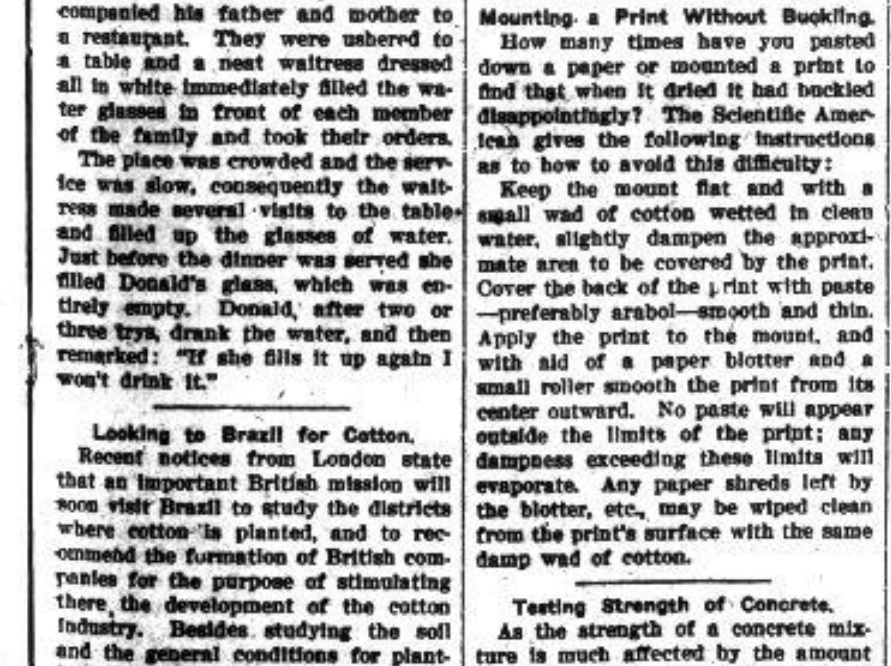 companied his father and mother to
a restaurant. They were ushered to
a table and a neat waitress dressed
all in white immediately filled the wa-
ter glasses in front of each member
of the family and took their orders.
The place was crowded and the serv-
ice was slow, consequently the wait-
ress made several visits to the table
and filled up the glasses of water.
Just before the dinner was served she
filled Donald's glass, which was en-
tirely empty. Donald, after two or
three trys, drank the water, and then
remarked: "If she fills it up again I
won't drink it."
Looking to Brazil for Cotton.
Recent notices from London state
that an important British mission will
soon visit Brazil to study the districts
where cotton is planted, and to rec-
ommend the formation of British com-
panies for the purpose of stimulating
there the development of the cotton
industry. Besides studying the soil
and the general conditions for plant-
Mounting a Print Without Buckling.
How many times have you pasted
down a paper or mounted a print to
find that when it dried it had buckled
disappointingly? The Scientific Amer-
ican gives the following instructions
as to how to avoid this difficulty:
Keep the mount flat and with a
small wad of cotton wetted in clean
water, slightly dampen the approxi-
mate area to be covered by the print.
Cover the back of the print with paste
—preferably arabol—smooth and thin.
Apply the print to the mount, and
with aid of a paper blotter and a
small roller smooth the print from its
center outward. No paste will appear
outside the limits of the print; any
dampness exceeding these limits will
evaporate. Any paper shreds left by
the blotter, etc., may be wiped clean
from the print's surface with the same
damp wad of cotton.
Testing Strength of Concrete.
As the strength of a concrete mix-
ture is much affected by the amount